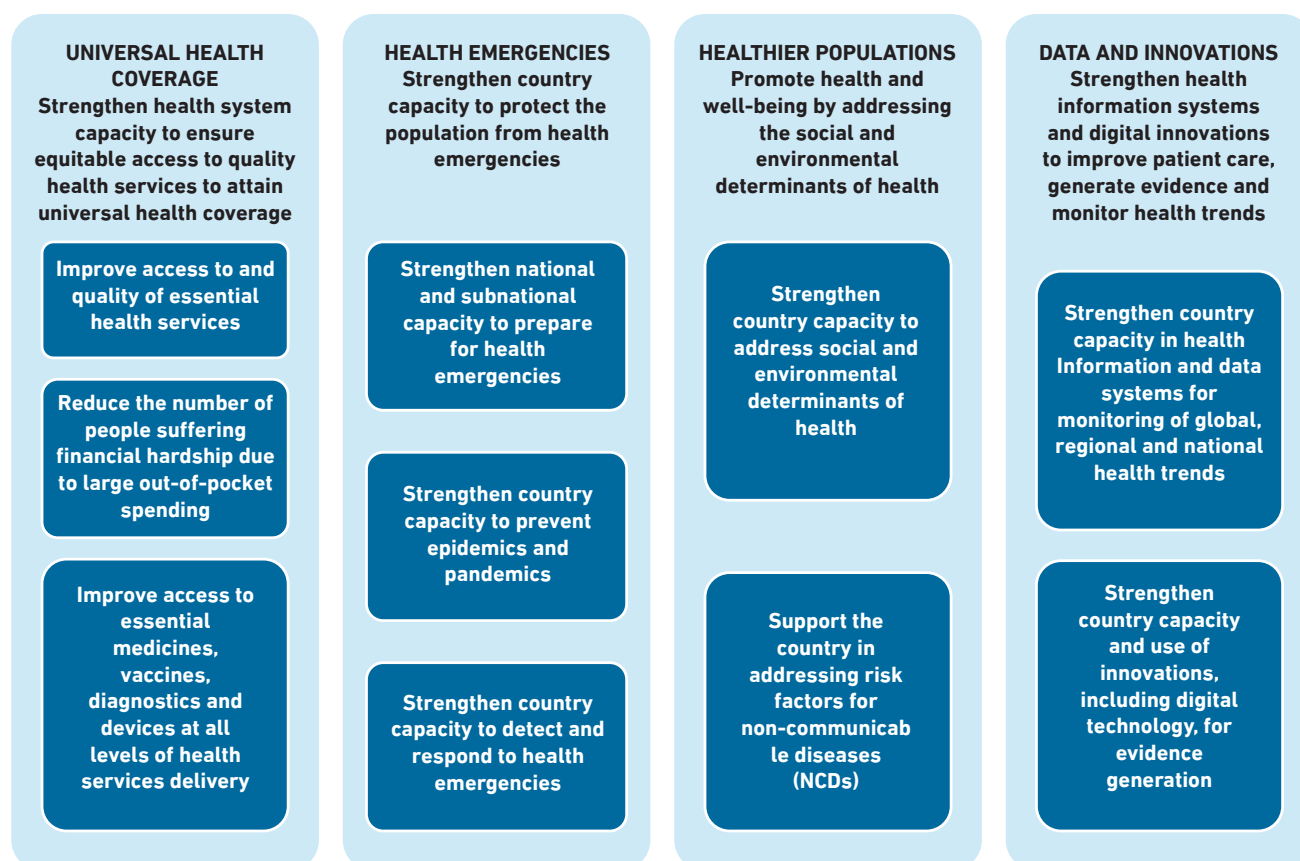 UNIVERSAL HEALTH
COVERAGE
Strengthen health system
capacity to ensure
equitable access to quality
health services to attain
universal health coverage
Improve access to and
quality of essential
health services
Reduce the number of
people suffering
financial hardship due
to large out-of-pocket
spending
Improve access to
essential
medicines,
vaccines,
diagnostics and
devices at all
levels of health
services delivery
HEALTH EMERGENCIES
Strengthen country
capacity to protect the
population from health
emergencies
Strengthen national
and subnational
capacity to prepare
for health
emergencies
Strengthen country
capacity to prevent
epidemics and
pandemics
Strengthen country
capacity to detect and
respond to health
emergencies
HEALTHIER POPULATIONS
Promote health and
well-being by addressing
the social and
environmental
determinants of health
Strengthen
country capacity to
address social and
environmental
determinants of
health
Support the
country in
addressing risk
factors for
non-communicab
le diseases
(NCDs)
DATA AND INNOVATIONS
Strengthen health
information systems
and digital innovations
to improve patient care,
generate evidence and
monitor health trends
Strengthen country
capacity in health
Information and data
systems for
monitoring of global,
regional and national
health trends
Strengthen
country capacity
and use of
innovations,
including digital
technology, for
evidence
generation